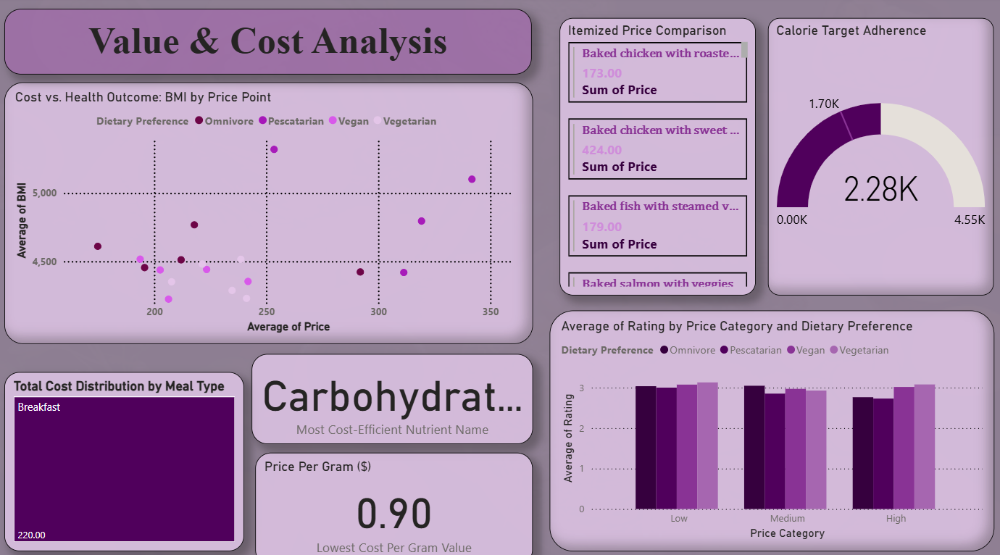 Value & Cost Analysis
Cost vs. Health Outcome: BMI by Price Point
Dietary Preference Omnivore Pescatarian Vegan Vegetarian
Average of BMI
5,000
4,500
200 250 300 350
Average of Price
Total Cost Distribution by Meal Type
Breakfast
220.00
Carbohydrat...
Most Cost-Efficient Nutrient Name
Price Per Gram ($)
0.90
Lowest Cost Per Gram Value
Itemized Price Comparison
Baked chicken with roaste...
173.00
Sum of Price
Baked chicken with sweet ...
424.00
Sum of Price
Baked fish with steamed v...
179.00
Sum of Price
Baked salmon with veggies
Calorie Target Adherence
1.70K
2.28K
0.00K 4.55K
Average of Rating by Price Category and Dietary Preference
Dietary Preference Omnivore Pescatarian Vegan Vegetarian
Average of Rating
3
2
1
0
Low Medium High
Price Category